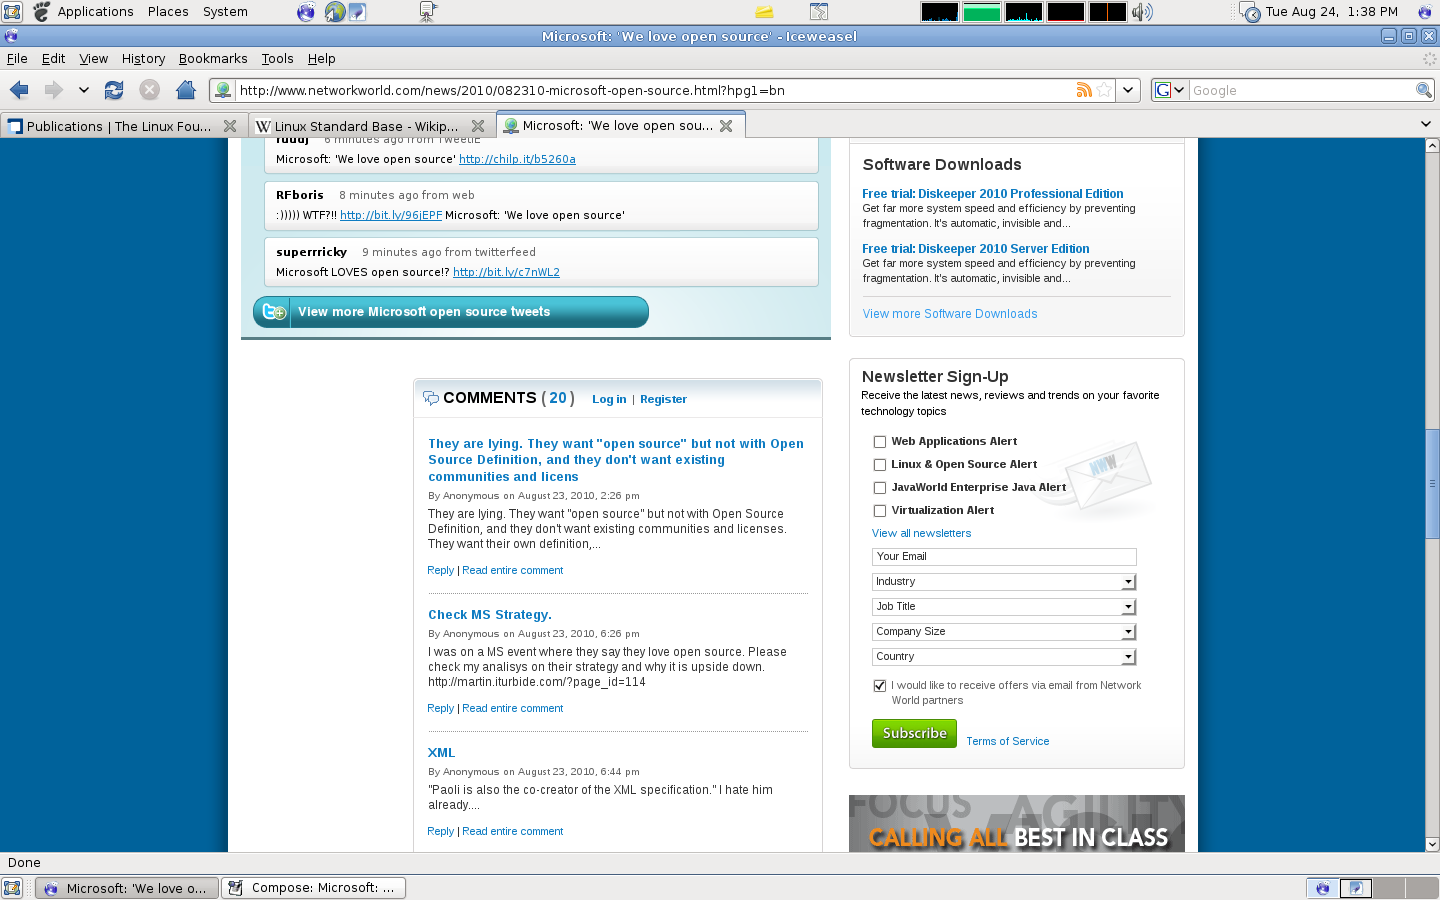 Applications Places System
Tue Aug 24, 1:38 PM
Microsoft: 'We love open source' - Iceweasel
File Edit View History Bookmarks Tools Help
http://www.networkworld.com/news/2010/082310-microsoft-open-source.html?hpg1=bn
Google
Publications | The Linux Fou...
Linux Standard Base - Wikip...
Microsoft: 'We love open sou...
6 minutes ago from TweetIE
Microsoft: 'We love open source' http://chilp.it/b5260a
RFboris 8 minutes ago from web
:))))) WTF?!! http://bit.ly/96jEPF Microsoft: 'We love open source'
superrricky 9 minutes ago from twitterfeed
Microsoft LOVES open source!? http://bit.ly/c7nWL2
View more Microsoft open source tweets
COMMENTS ( 20 ) Log in | Register
They are lying. They want "open source" but not with Open
Source Definition, and they don't want existing
communities and licens
By Anonymous on August 23, 2010, 2:26 pm
They are lying. They want "open source" but not with Open Source
Definition, and they don't want existing communities and licenses.
They want their own definition,...
Reply | Read entire comment
Check MS Strategy.
By Anonymous on August 23, 2010, 6:26 pm
I was on a MS event where they say they love open source. Please
check my analisys on their strategy and why it is upside down.
http://martin.iturbide.com/?page_id=114
Reply | Read entire comment
XML
By Anonymous on August 23, 2010, 6:44 pm
"Paoli is also the co-creator of the XML specification." I hate him
already....
Reply | Read entire comment
Software Downloads
Free trial: Diskeeper 2010 Professional Edition
Get far more system speed and efficiency by preventing
fragmentation. It's automatic, invisible and...
Free trial: Diskeeper 2010 Server Edition
Get far more system speed and efficiency by preventing
fragmentation. It's automatic, invisible and...
View more Software Downloads
Newsletter Sign-Up
Receive the latest news, reviews and trends on your favorite
technology topics
Web Applications Alert
Linux & Open Source Alert
JavaWorld Enterprise Java Alert
Virtualization Alert
NWW
View all newsletters
Your Email
Industry
Job Title
Company Size
Country
I would like to receive offers via email from Network
World partners
Subscribe Terms of Service
FOCUS AGILITY
CALLING ALL BEST IN CLASS
Done
Microsoft: 'We love o...
Compose: Microsoft: ...